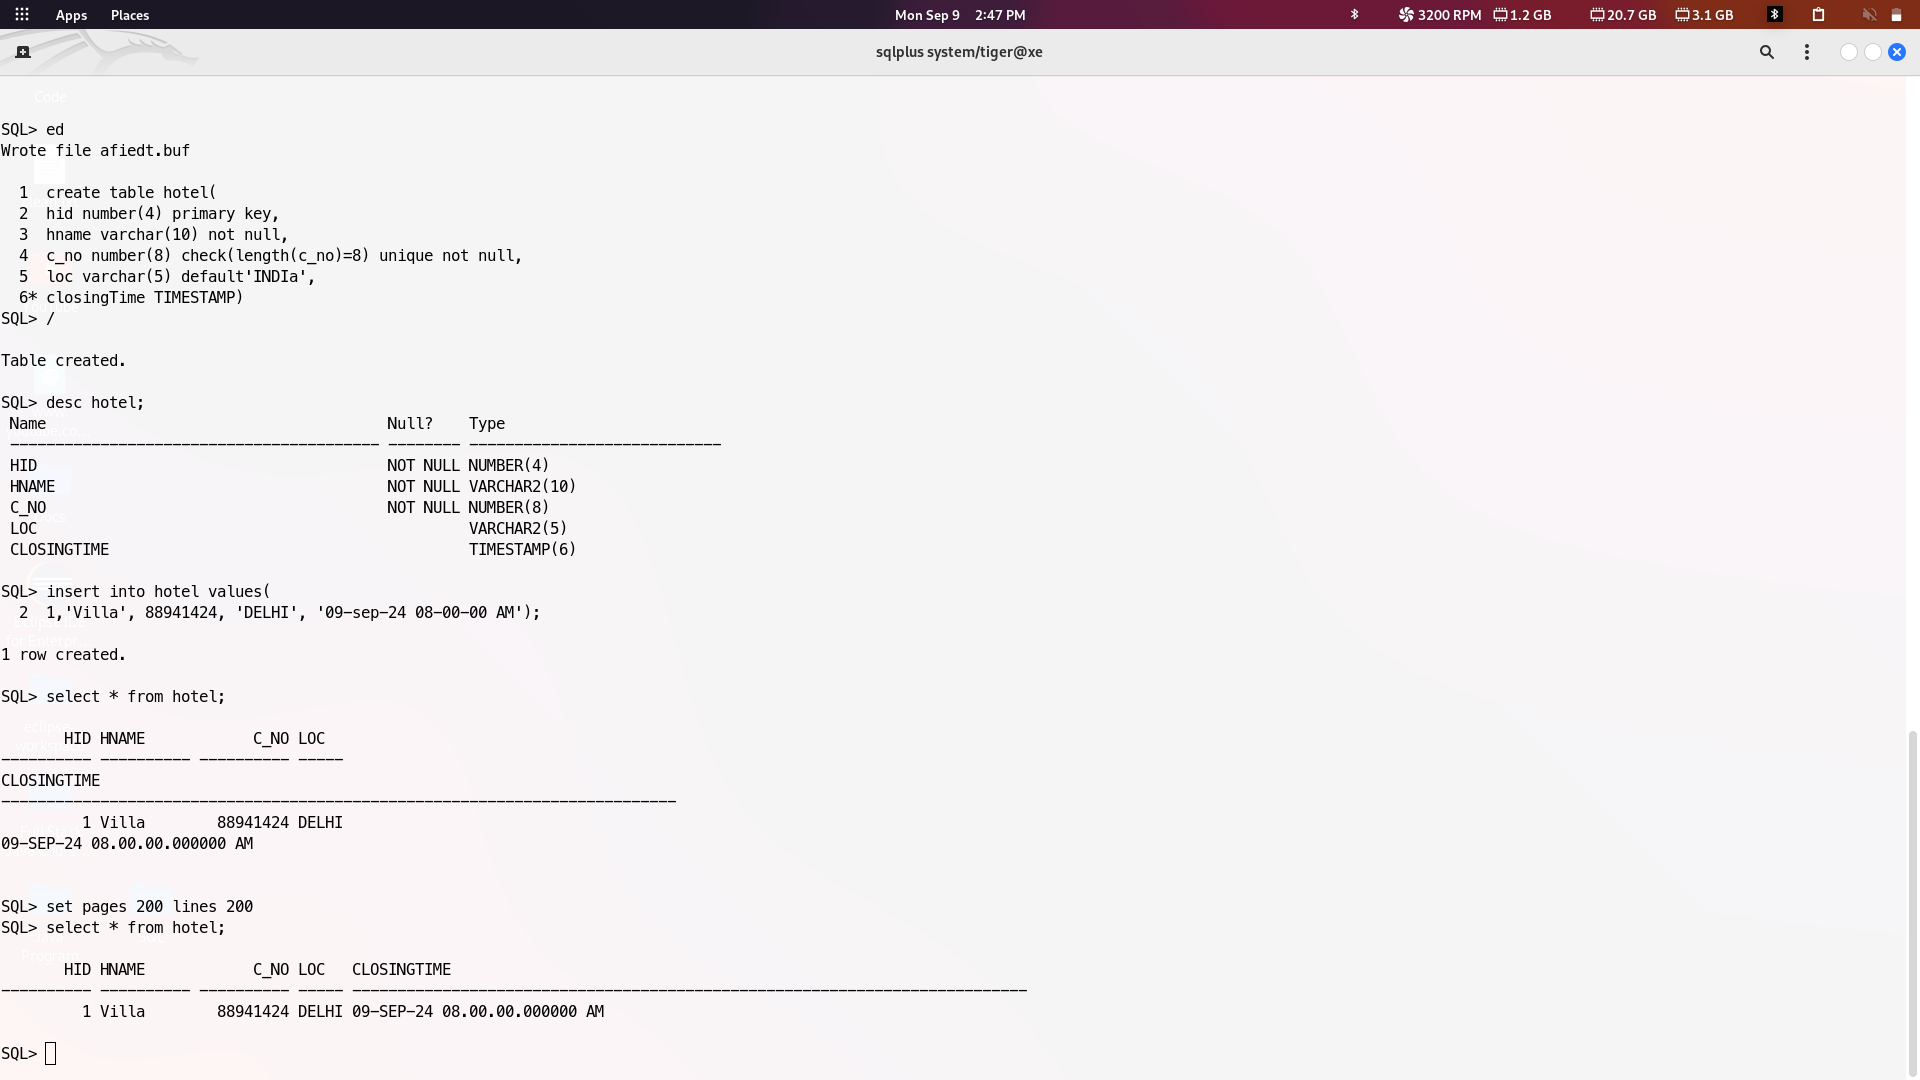 Apps Places Mon Sep 9 2:47 PM 3200 RPM 1.2 GB 20.7 GB 3.1 GB
sqlplus system/tiger@xe
Code
SQL> ed
Wrote file afiedt.buf
1 create table hotel(
2 hid number(4) primary key,
3 hname varchar(10) not null,
4 c_no number(8) check(length(c_no)=8) unique not null,
5 loc varchar(5) default'INDIa',
6* closingTime TIMESTAMP)
SQL> /
Table created.
SQL> desc hotel;
Name Null? Type
----------------------------------------- -------- ----------------------------
HID NOT NULL NUMBER(4)
HNAME NOT NULL VARCHAR2(10)
C_NO NOT NULL NUMBER(8)
LOC VARCHAR2(5)
CLOSINGTIME TIMESTAMP(6)
SQL> insert into hotel values(
2 1,'Villa', 88941424, 'DELHI', '09-sep-24 08-00-00 AM');
1 row created.
SQL> select * from hotel;
HID HNAME C_NO LOC
---------- ---------- ---------- -----
CLOSINGTIME
---------------------------------------------------------------------------
1 Villa 88941424 DELHI
09-SEP-24 08.00.00.000000 AM
SQL> set pages 200 lines 200
SQL> select * from hotel;
HID HNAME C_NO LOC CLOSINGTIME
---------- ---------- ---------- ----- ---------------------------------------------------------------------------
1 Villa 88941424 DELHI 09-SEP-24 08.00.00.000000 AM
SQL>